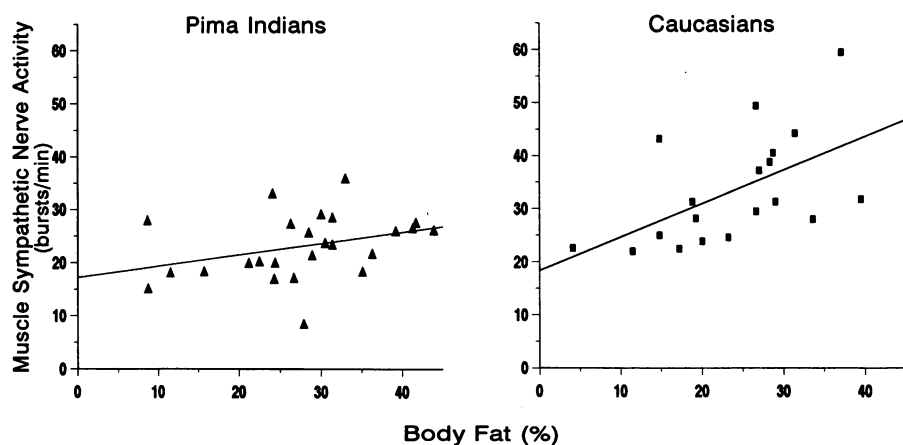 Pima Indians
Caucasians
Muscle Sympathetic Nerve Activity
(bursts/min)
60
50
40
30
20
10
0
0 10 20 30 40
60
50
40
30
20
10
0
0 10 20 30 40
Body Fat (%)